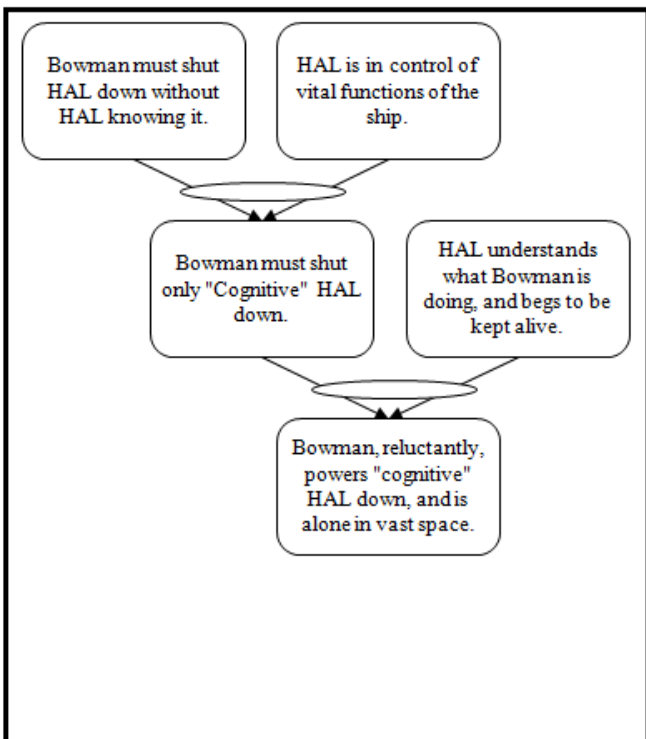 Bowman must shut
HAL down without
HAL knowing it.
HAL is in control of
vital functions of the
ship.
Bowman must shut
only "Cognitive" HAL
down.
HAL understands
what Bowman is
doing, and begs to be
kept alive.
Bowman, reluctantly,
powers "cognitive"
HAL down, and is
alone in vast space.